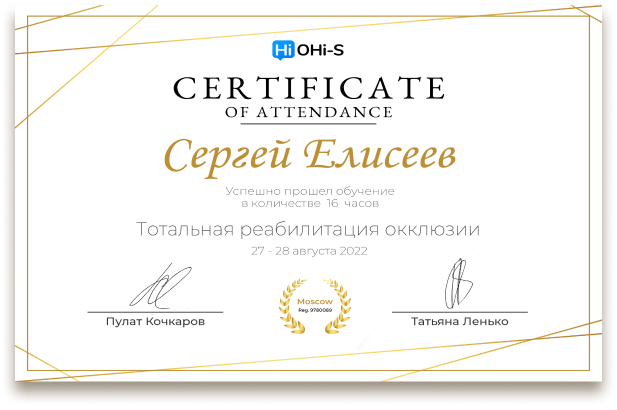 Hi OHi-S
CERTIFICATE
OF ATTENDANCE
Сергей Елисеев
Успешно прошел обучение
в количестве 16 часов
Тотальная реабилитация окклюзии
27 - 28 августа 2022
Moscow
Reg. 9780089
Пулат Кочкаров
Татьяна Ленько